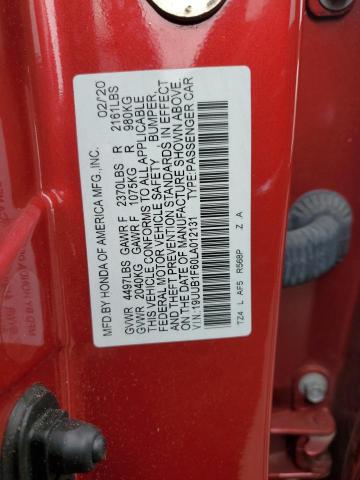 MFD.BY HONDA OF AMERICA MFG.,INC. 02/20
GVWR 4497LBS GAWR F 2370LBS R 2161LBS
GVWR 2040KG GAWR F 1075KG R 980KG
THIS VEHICLE CONFORMS TO ALL APPLICABLE
FEDERAL MOTOR VEHICLE SAFETY, BUMPER,
AND THEFT PREVENTION STANDARDS IN EFFECT
ON THE DATE OF MANUFACTURE SHOWN ABOVE.
VIN:19UUB1F60LA012131 TYPE:PASSENGER CAR
TZ4 L AF5 R568P Z A